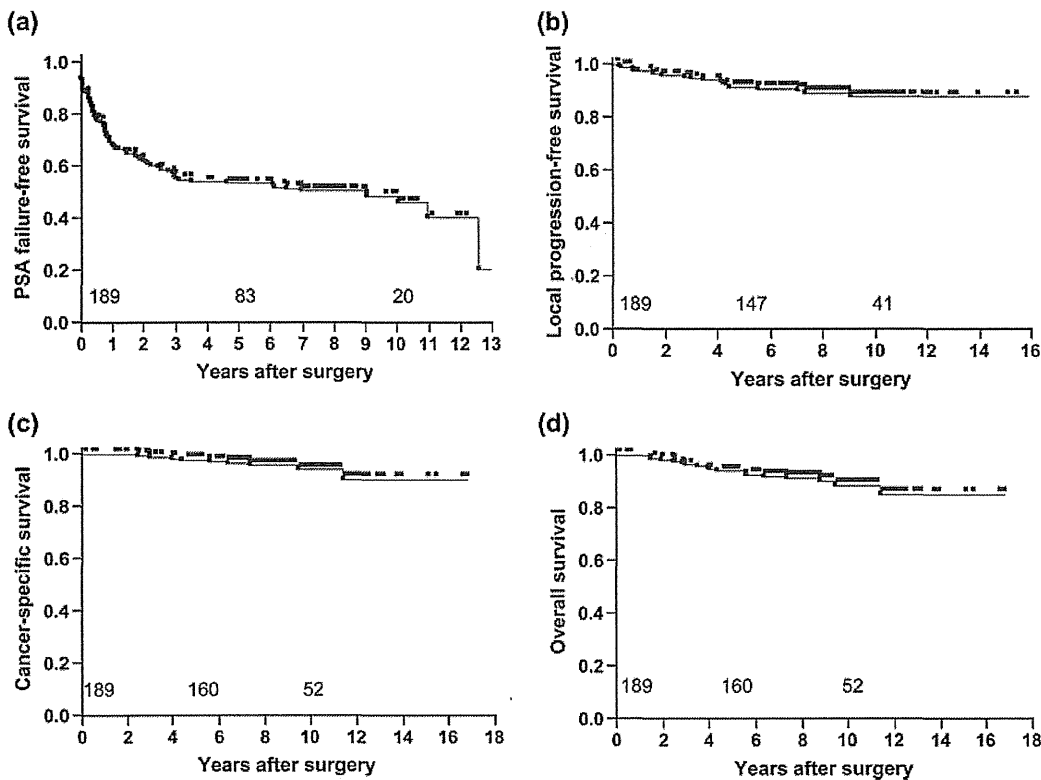 (a)
PSA failure-free survival
1.0
0.8
0.6
0.4
0.2
0.0
189 83 20
0 1 2 3 4 5 6 7 8 9 10 11 12 13
Years after surgery
(b)
Local progression-free survival
1.0
0.8
0.6
0.4
0.2
0.0
189 147 41
0 2 4 6 8 10 12 14 16
Years after surgery
(c)
Cancer-specific survival
1.0
0.8
0.6
0.4
0.2
0.0
189 160 52
0 2 4 6 8 10 12 14 16 18
Years after surgery
(d)
Overall survival
1.0
0.8
0.6
0.4
0.2
0.0
189 160 52
0 2 4 6 8 10 12 14 16 18
Years after surgery